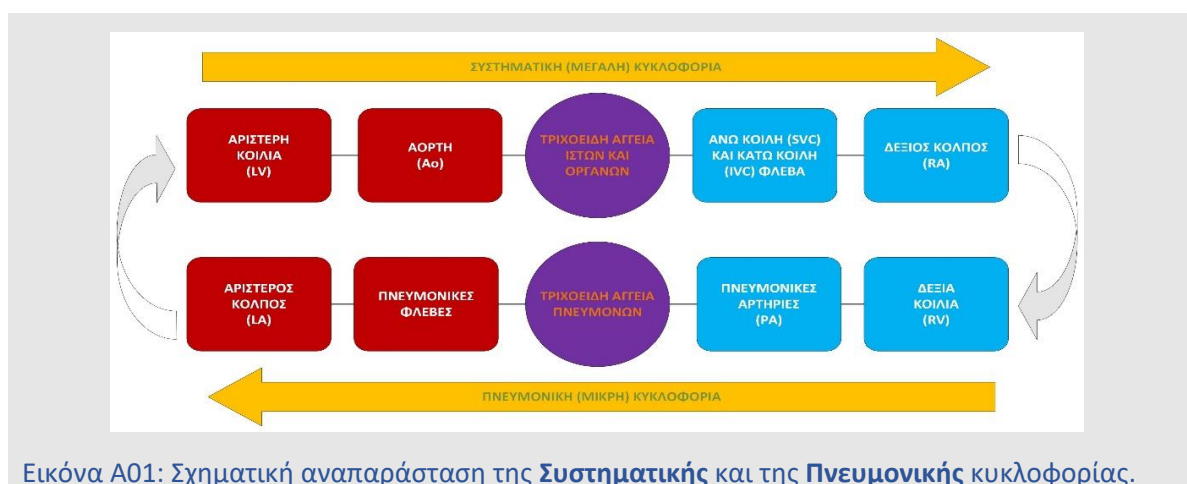 ΣΥΣΤΗΜΑΤΙΚΗ (ΜΕΓΑΛΗ) ΚΥΚΛΟΦΟΡΙΑ
ΑΡΙΣΤΕΡΗ
ΚΟΙΛΙΑ
(LV)
ΑΟΡΤΗ
(Ao)
ΤΡΙΧΟΕΙΔΗ ΑΓΓΕΙΑ
ΙΣΤΩΝ ΚΑΙ
ΟΡΓΑΝΩΝ
ΑΝΩ ΚΟΙΛΗ (SVC)
ΚΑΙ ΚΑΤΩ ΚΟΙΛΗ
(IVC) ΦΛΕΒΑ
ΔΕΞΙΟΣ ΚΟΛΠΟΣ
(RA)
ΑΡΙΣΤΕΡΟΣ
ΚΟΛΠΟΣ
(LA)
ΠΝΕΥΜΟΝΙΚΕΣ
ΦΛΕΒΕΣ
ΤΡΙΧΟΕΙΔΗ ΑΓΓΕΙΑ
ΠΝΕΥΜΟΝΩΝ
ΠΝΕΥΜΟΝΙΚΕΣ
ΑΡΤΗΡΙΕΣ
(PA)
ΔΕΞΙΑ
ΚΟΙΛΙΑ
(RV)
ΠΝΕΥΜΟΝΙΚΗ (ΜΙΚΡΗ) ΚΥΚΛΟΦΟΡΙΑ
Εικόνα Α01: Σχηματική αναπαράσταση της Συστηματικής και της Πνευμονικής κυκλοφορίας.